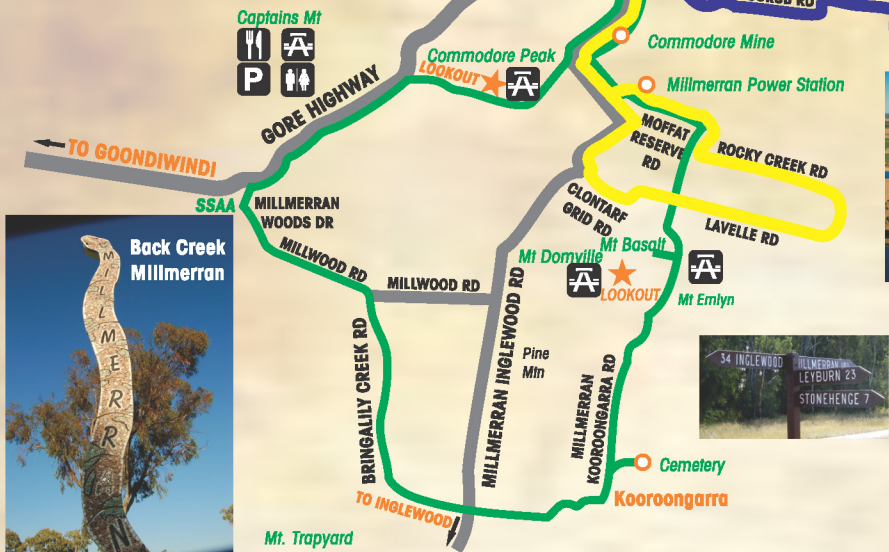 Captains Mt
P
Commodore Peak
LOOKOUT
Commodore Mine
Millmerran Power Station
GORE HIGHWAY
TO GOONDIWINDI
SSAA
MILLMERRAN
WOODS DR
MOFFAT
RESERVE
RD
ROCKY CREEK RD
CLONTARF
GRID RD
LAVELLE RD
Back Creek
Millmerran
MILLMERRAN
MILLWOOD RD
MILLWOOD RD
Mt Domville
Mt Basalt
LOOKOUT
Mt Emlyn
BRINGALILY CREEK RD
MILLMERRAN INGLEWOOD RD
Pine
Mtn
MILLMERRAN
KOOROONGARRA RD
34 INGLEWOOD
LEYBURN 23
STONEHENGE 7
Cemetery
Kooroongarra
TO INGLEWOOD
Mt. Trapyard